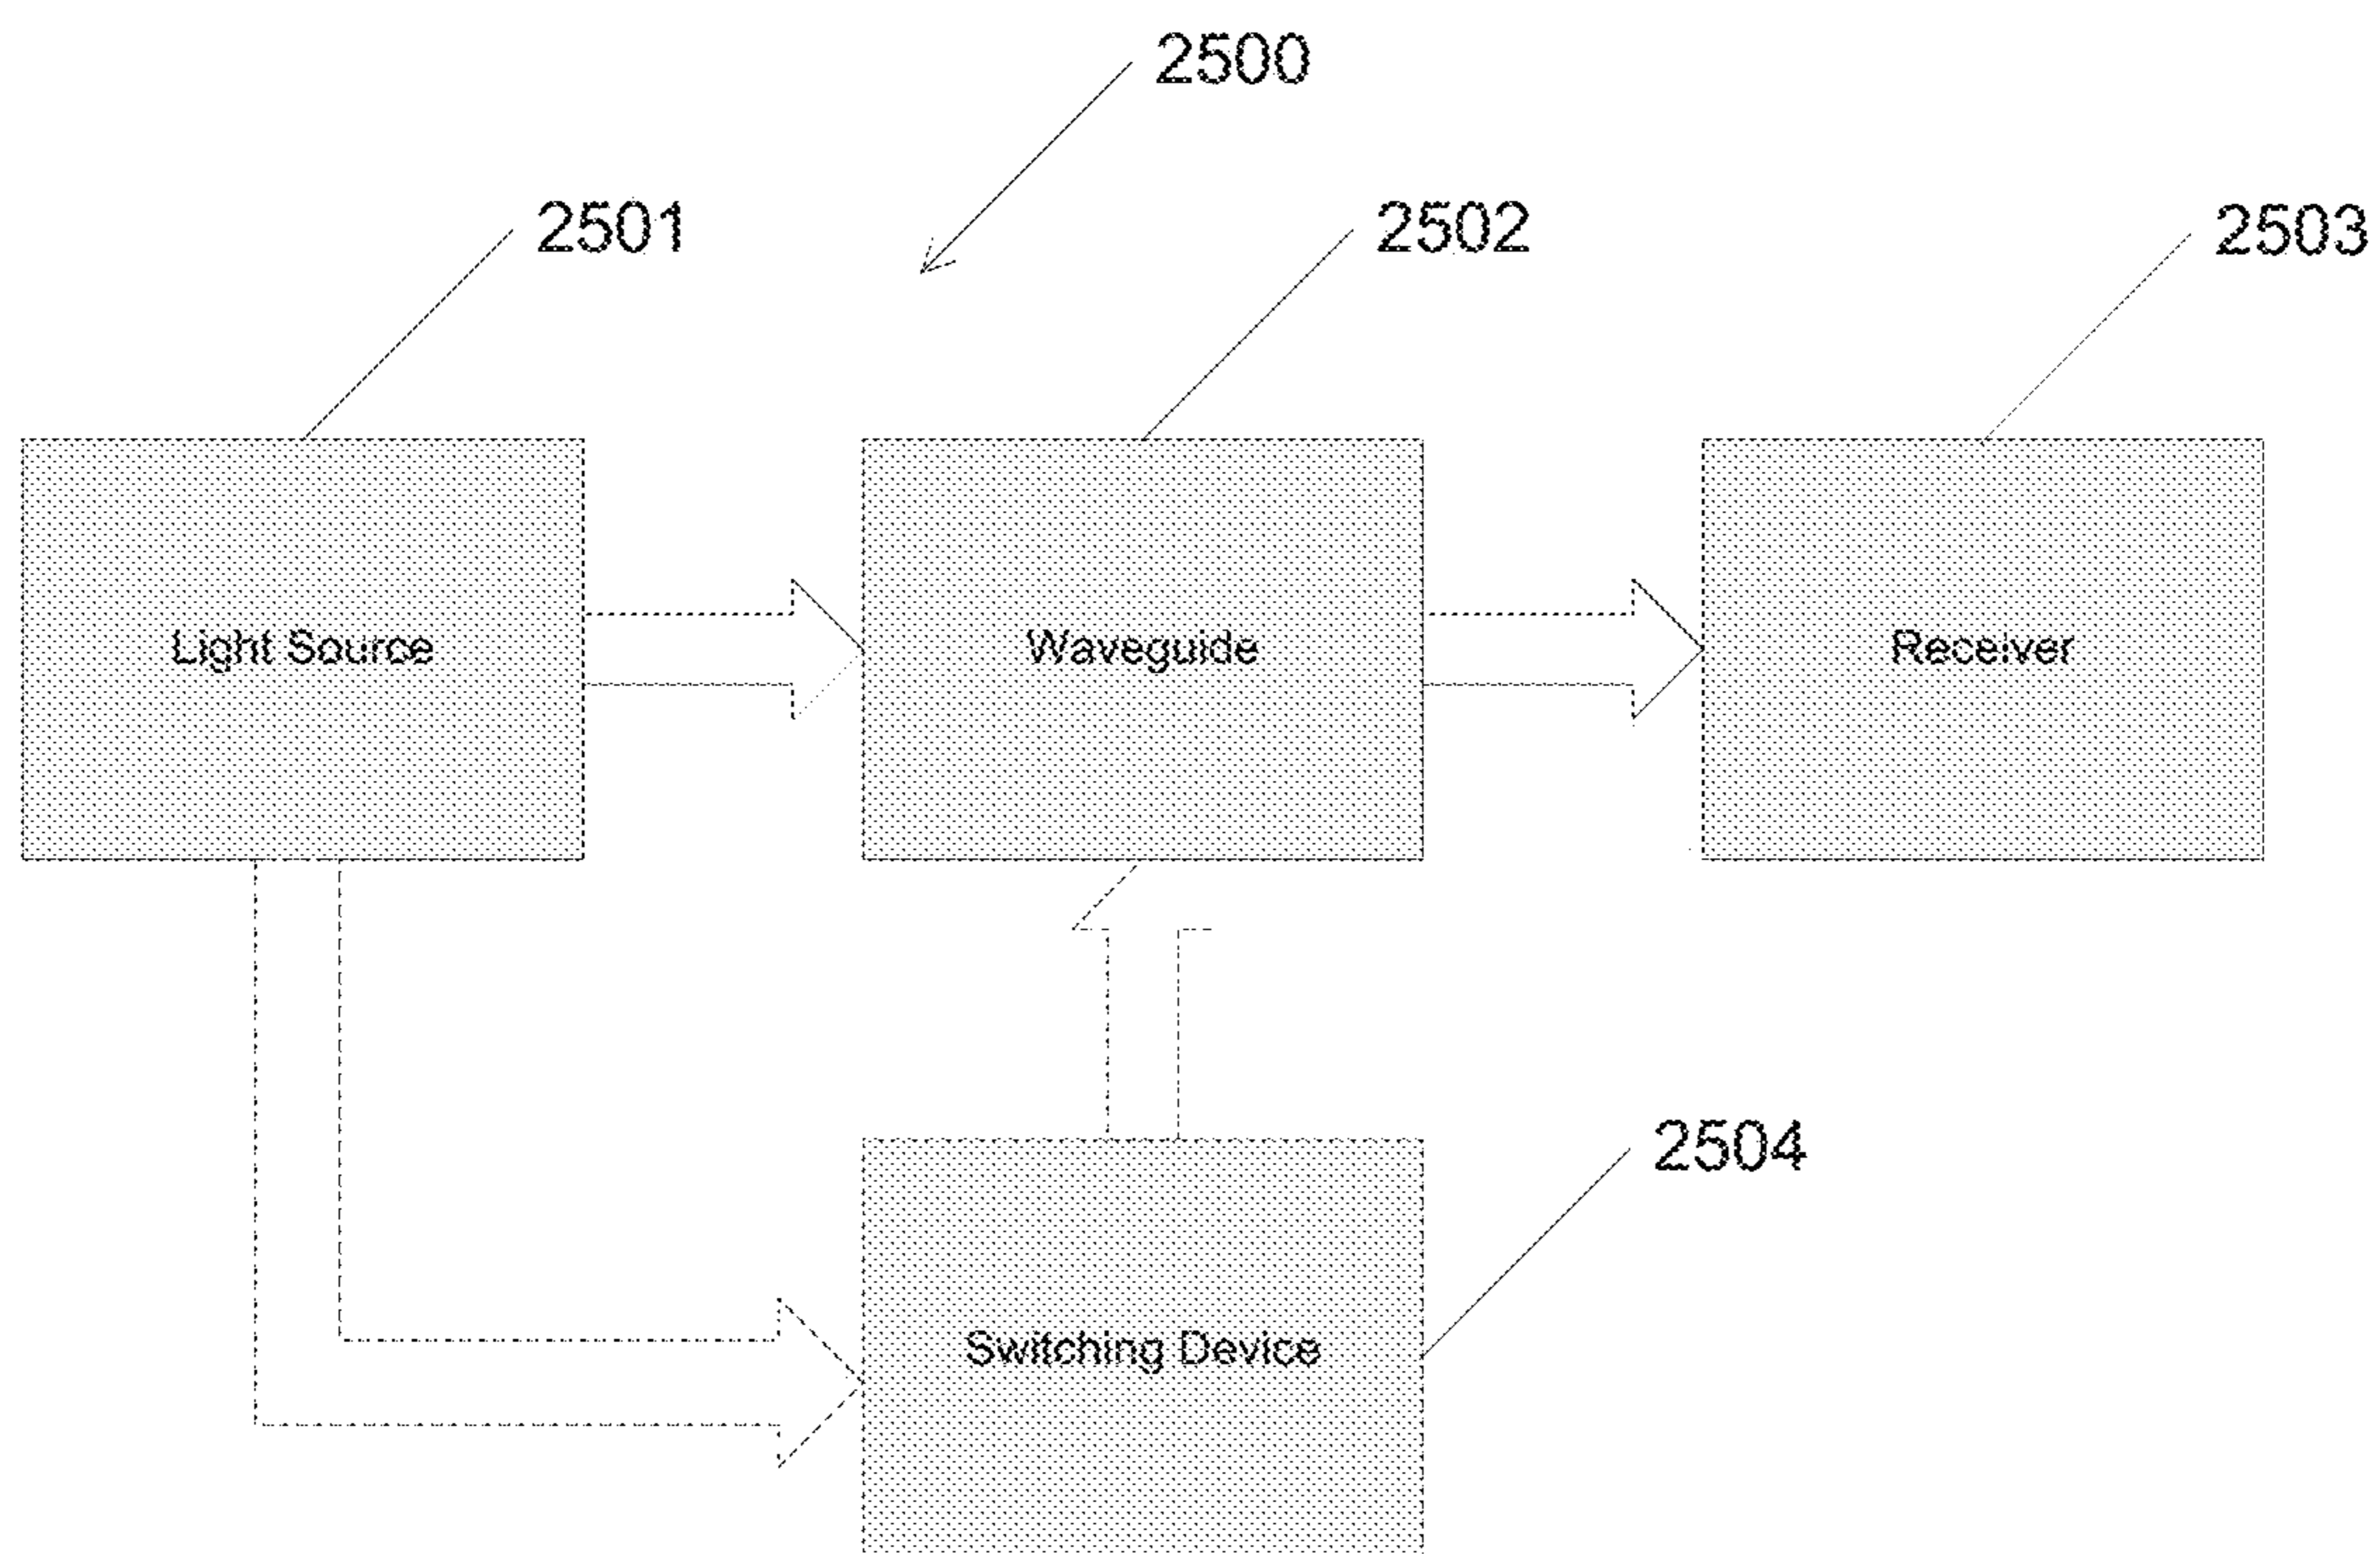 2500
2501
2502
2503
Light Source
Waveguide
Receiver
2504
Switching Device